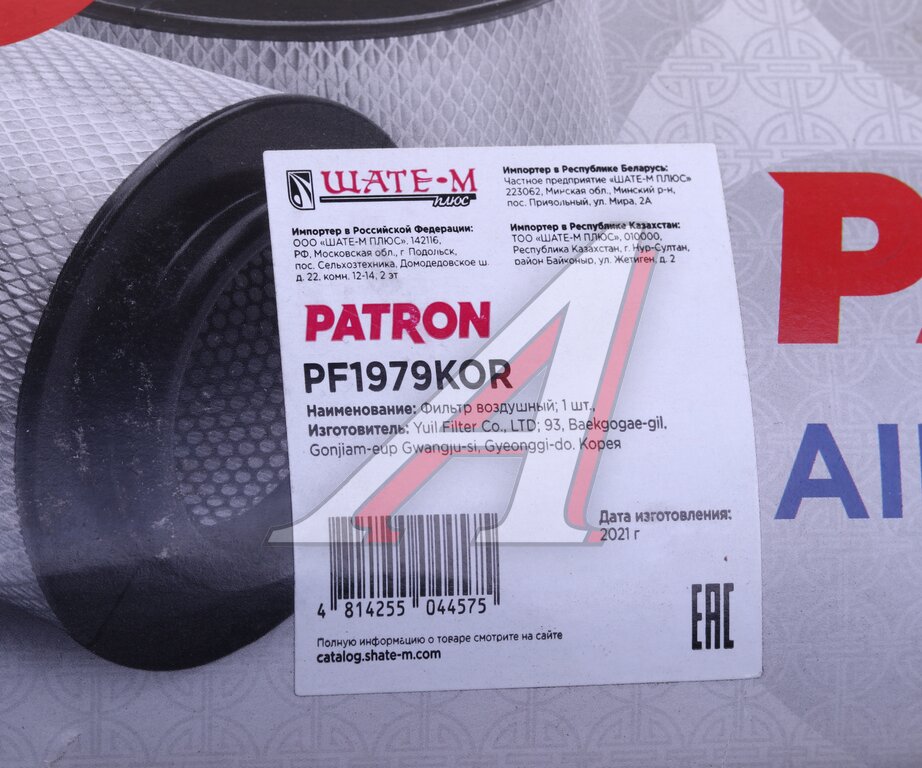 ШАТЕ-М
ПЛЮС
Импортер в Республике Беларусь:
Частное предприятие «ШАТЕ-М ПЛЮС»
223062, Минская обл., Минский р-н,
пос. Привольный, ул. Мира, 2А
Импортер в Российской Федерации:
ООО «ШАТЕ-М ПЛЮС», 142116,
РФ, Московская обл., г. Подольск,
пос. Сельхозтехника, Домодедовское ш.
д. 22, комн. 12-14, 2 эт
Импортер в Республике Казахстан:
ТОО «ШАТЕ-М ПЛЮС», 010000,
Республика Казахстан, г. Нур-Султан,
район Байконыр, ул. Жетиген, д. 2
PATRON
PF1979KOR
Наименование: Фильтр воздушный; 1 шт.,
Изготовитель: Yuil Filter Co., LTD; 93, Baekgogae-gil,
Gonjiam-eup Gwangju-si, Gyeonggi-do, Корея
Дата изготовления:
2021 г
4 814255 044575
EAC
Полную информацию о товаре смотрите на сайте
catalog.shate-m.com